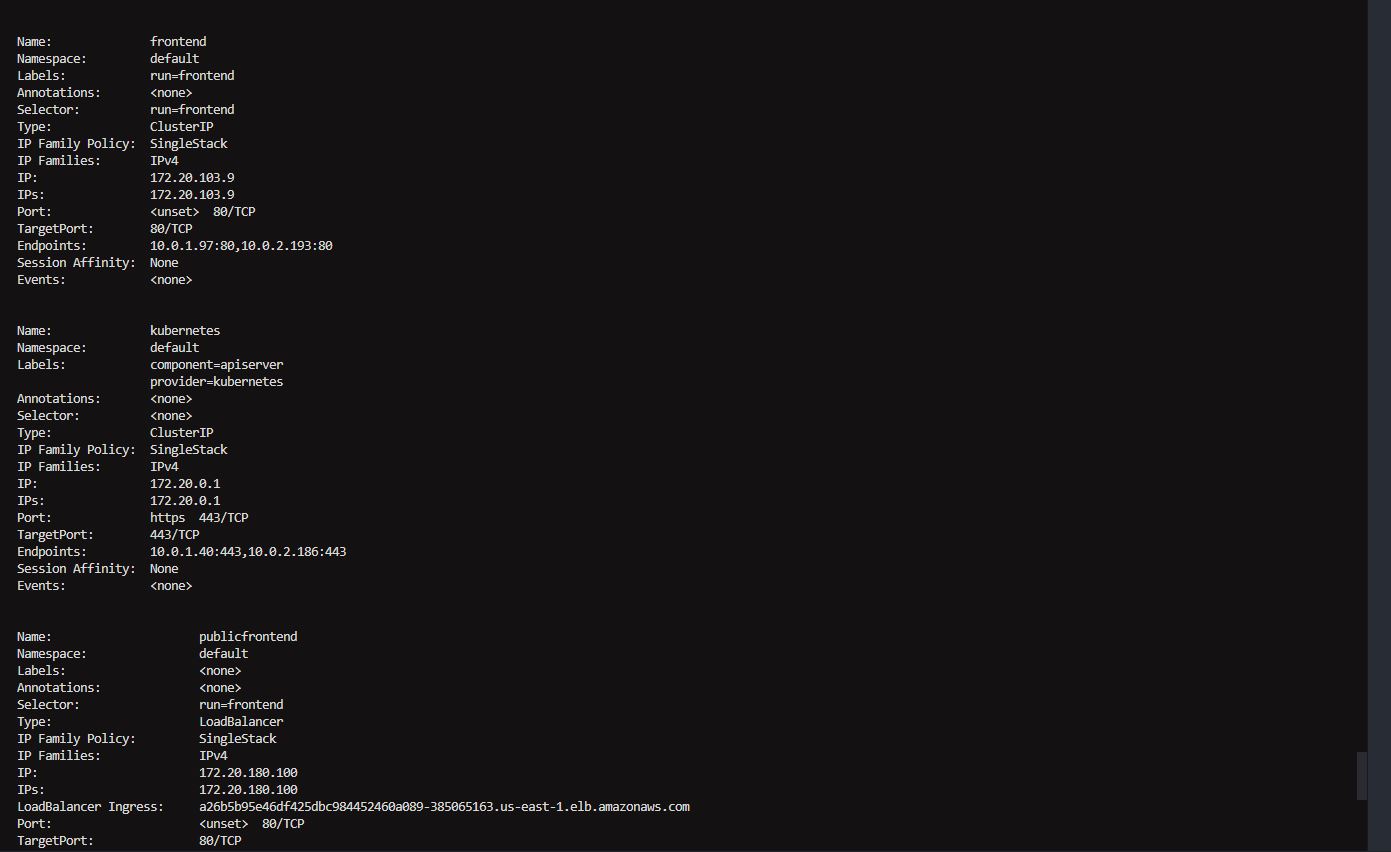 Name:              frontend
Namespace:         default
Labels:            run=frontend
Annotations:       <none>
Selector:          run=frontend
Type:              ClusterIP
IP Family Policy:  SingleStack
IP Families:       IPv4
IP:                172.20.103.9
IPs:               172.20.103.9
Port:              <unset>  80/TCP
TargetPort:        80/TCP
Endpoints:         10.0.1.97:80,10.0.2.193:80
Session Affinity:  None
Events:            <none>
Name:              kubernetes
Namespace:         default
Labels:            component=apiserver
                   provider=kubernetes
Annotations:       <none>
Selector:          <none>
Type:              ClusterIP
IP Family Policy:  SingleStack
IP Families:       IPv4
IP:                172.20.0.1
IPs:               172.20.0.1
Port:              https  443/TCP
TargetPort:        443/TCP
Endpoints:         10.0.1.40:443,10.0.2.186:443
Session Affinity:  None
Events:            <none>
Name:                     publicfrontend
Namespace:                default
Labels:                   <none>
Annotations:              <none>
Selector:                 run=frontend
Type:                     LoadBalancer
IP Family Policy:         SingleStack
IP Families:              IPv4
IP:                       172.20.180.100
IPs:                      172.20.180.100
LoadBalancer Ingress:     a26b5b95e46df425dbc984452460a089-385065163.us-east-1.elb.amazonaws.com
Port:                     <unset>  80/TCP
TargetPort:               80/TCP